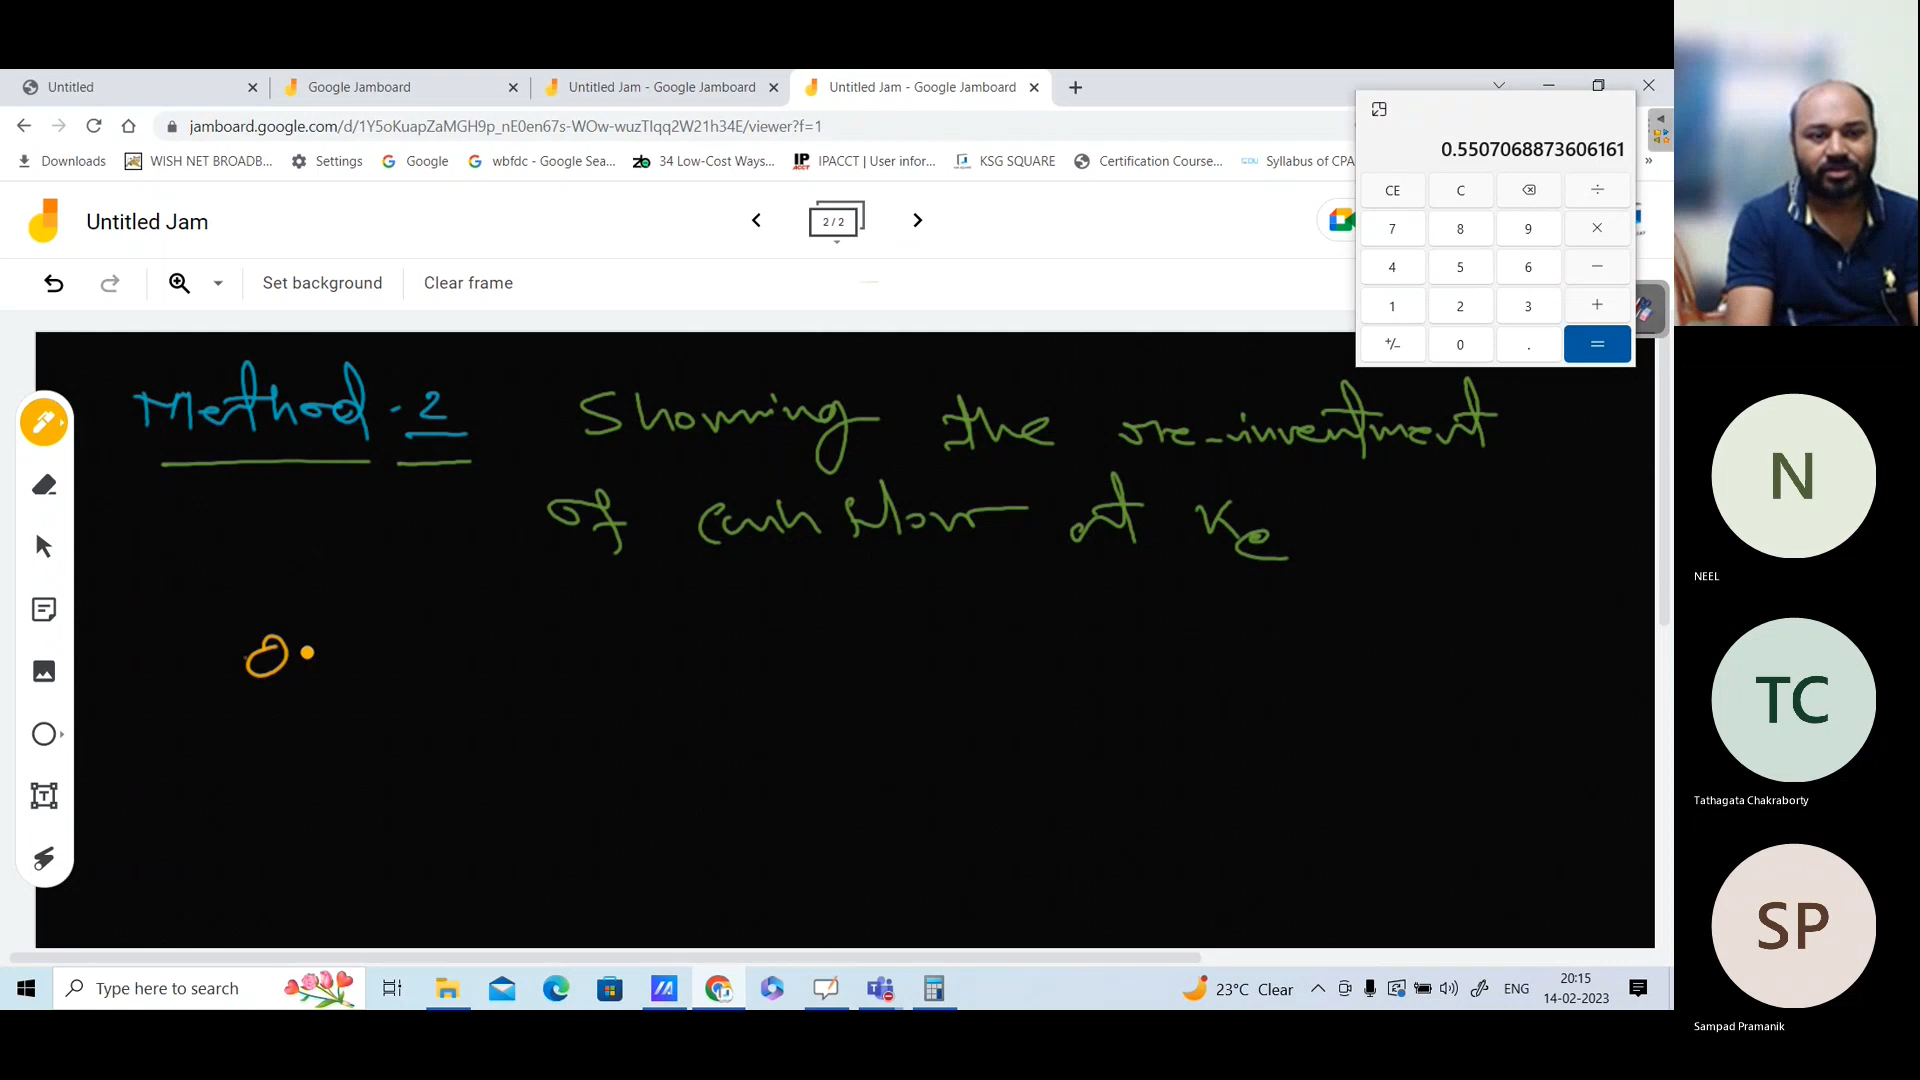 Untitled
Google Jamboard
Untitled Jam - Google Jamboard
Untitled Jam - Google Jamboard
jamboard.google.com/d/1Y5oKuapZaMGH9p_nE0en67s-WOw-wuzTlqq2W21h34E/viewer?f=1
Downloads
WISH NET BROADB...
Settings
Google
wbfdc - Google Sea...
34 Low-Cost Ways...
IPACCT | User infor...
KSG SQUARE
Certification Course...
Syllabus of CPA
»
0.5507068873606161
CE C ÷
7 8 9 ×
4 5 6 −
1 2 3 +
+/− 0 . =
Untitled Jam
2 / 2
Set background
Clear frame
Method - 2 Showing the re-investment
of cash flow at Ke
0
N
NEEL
TC
Tathagata Chakraborty
SP
Sampad Pramanik
Type here to search
23°C Clear
ENG
20:15
14-02-2023